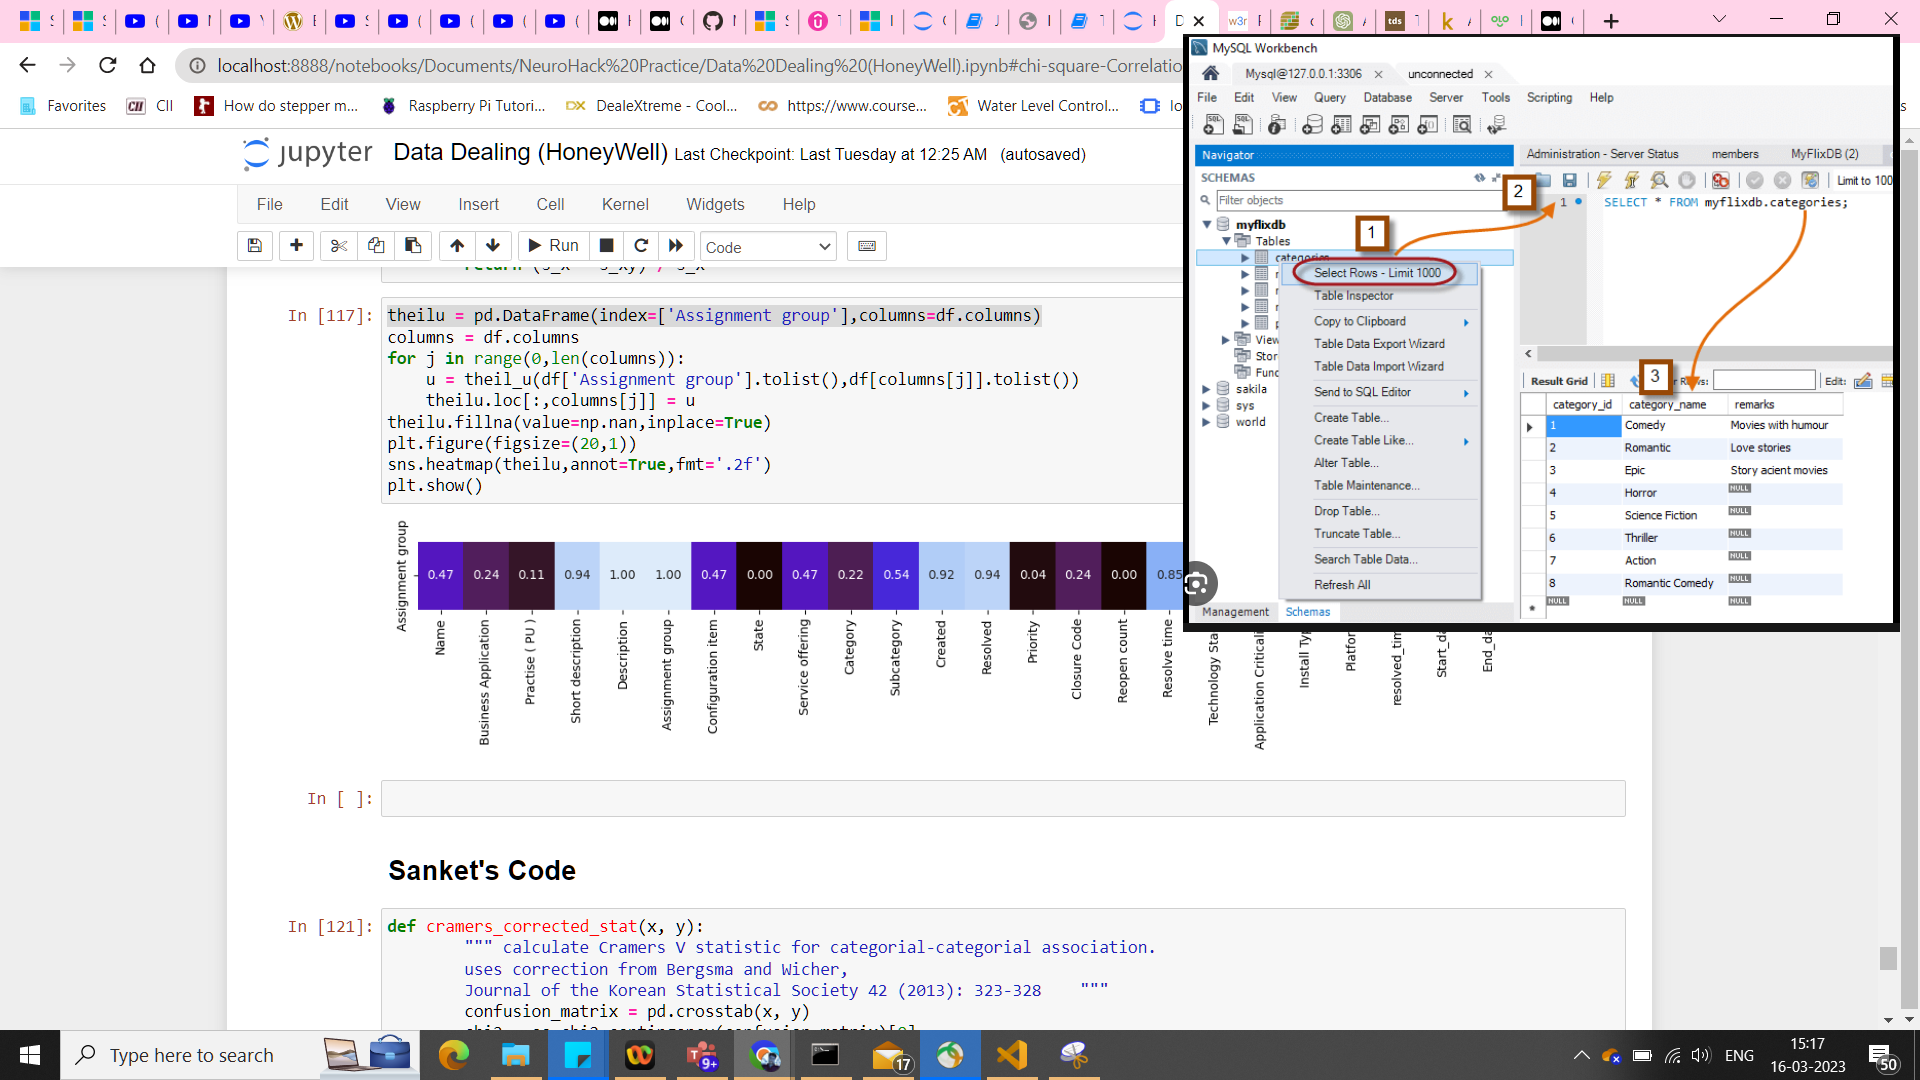 localhost:8888/notebooks/Documents/NeuroHack%20Practice/Data%20Dealing%20(HoneyWell).ipynb#chi-square-Correlatio
Favorites
CII
How do stepper m...
Raspberry Pi Tutori...
DX DealeXtreme - Cool...
https://www.course...
Water Level Control...
jupyter Data Dealing (HoneyWell) Last Checkpoint: Last Tuesday at 12:25 AM (autosaved)
File Edit View Insert Cell Kernel Widgets Help
Run
Code
In [117]:
theilu = pd.DataFrame(index=['Assignment group'],columns=df.columns)
columns = df.columns
for j in range(0,len(columns)):
    u = theil_u(df['Assignment group'].tolist(),df[columns[j]].tolist())
    theilu.loc[:,columns[j]] = u
theilu.fillna(value=np.nan,inplace=True)
plt.figure(figsize=(20,1))
sns.heatmap(theilu,annot=True,fmt='.2f')
plt.show()
Assignment group
0.47 0.24 0.11 0.94 1.00 1.00 0.47 0.00 0.47 0.22 0.54 0.92 0.94 0.04 0.24 0.00 0.85
Name
Business Application
Practise ( PU )
Short description
Description
Assignment group
Configuration item
State
Service offering
Category
Subcategory
Created
Resolved
Priority
Closure Code
Reopen count
Resolve time
Technology Sta
Application Criticali
Install Typ
Platfor
resolved_tim
Start_da
End_da
In [ ]:
Sanket's Code
In [121]:
def cramers_corrected_stat(x, y):
    """ calculate Cramers V statistic for categorial-categorial association.
    uses correction from Bergsma and Wicher,
    Journal of the Korean Statistical Society 42 (2013): 323-328    """
    confusion_matrix = pd.crosstab(x, y)
MySQL Workbench
Mysql@127.0.0.1:3306
unconnected
File Edit View Query Database Server Tools Scripting Help
Navigator
SCHEMAS
Filter objects
myflixdb
Tables
categories
View
Stor
Func
sakila
sys
world
1
Select Rows - Limit 1000
Table Inspector
Copy to Clipboard
Table Data Export Wizard
Table Data Import Wizard
Send to SQL Editor
Create Table...
Create Table Like...
Alter Table...
Table Maintenance...
Drop Table...
Truncate Table...
Search Table Data...
Refresh All
Management Schemas
Administration - Server Status
members
MyFlixDB (2)
2
Limit to 100
1
SELECT * FROM myflixdb.categories;
3
Result Grid
Rows:
Edit:
category_id category_name remarks
1 Comedy Movies with humour
2 Romantic Love stories
3 Epic Story acient movies
4 Horror NULL
5 Science Fiction NULL
6 Thriller NULL
7 Action NULL
8 Romantic Comedy NULL
NULL NULL NULL
Type here to search
9+
17
ENG
15:17
16-03-2023
50